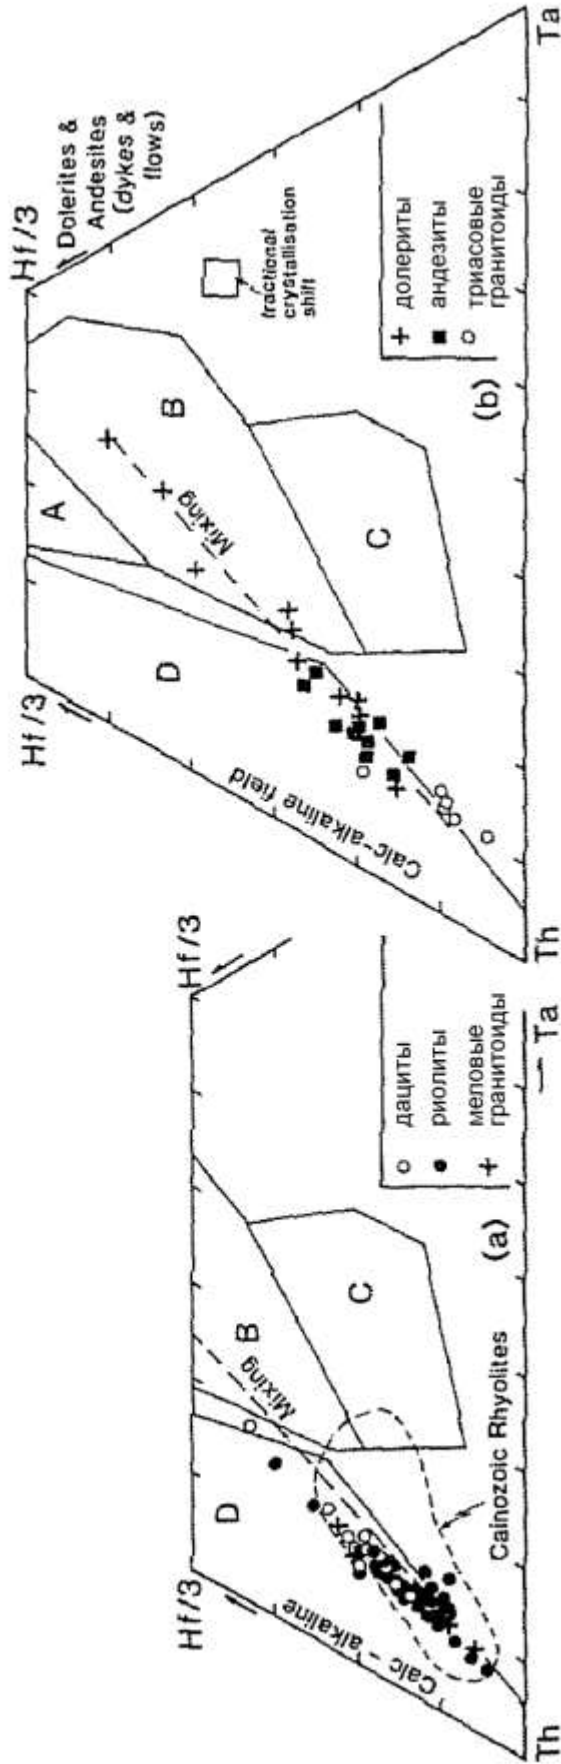 Hf/3
Hf/3
D
B
Mixing
Calc - alkaline
C
(a)
Cainozoic Rhyolites
дациты
риолиты
меловые
гранитоиды
Th
Ta
Hf/3
Hf/3
Dolerites &
Andesites
(dykes &
flows)
A
B
D
Mixing
C
Calc-alkaline field
fractional
crystallisation
shift
(b)
долериты
андезиты
триасовые
гранитоиды
Th
Ta